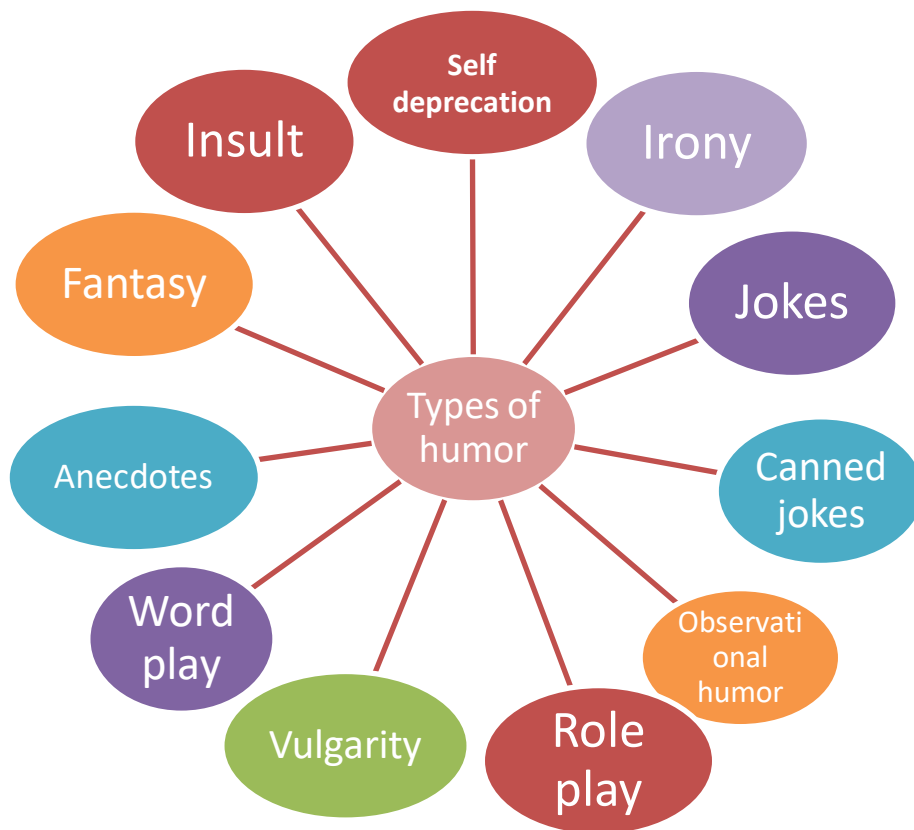 Self
deprecation
Irony
Jokes
Canned
jokes
Observati
onal
humor
Role
play
Vulgarity
Word
play
Anecdotes
Fantasy
Insult
Types of
humor